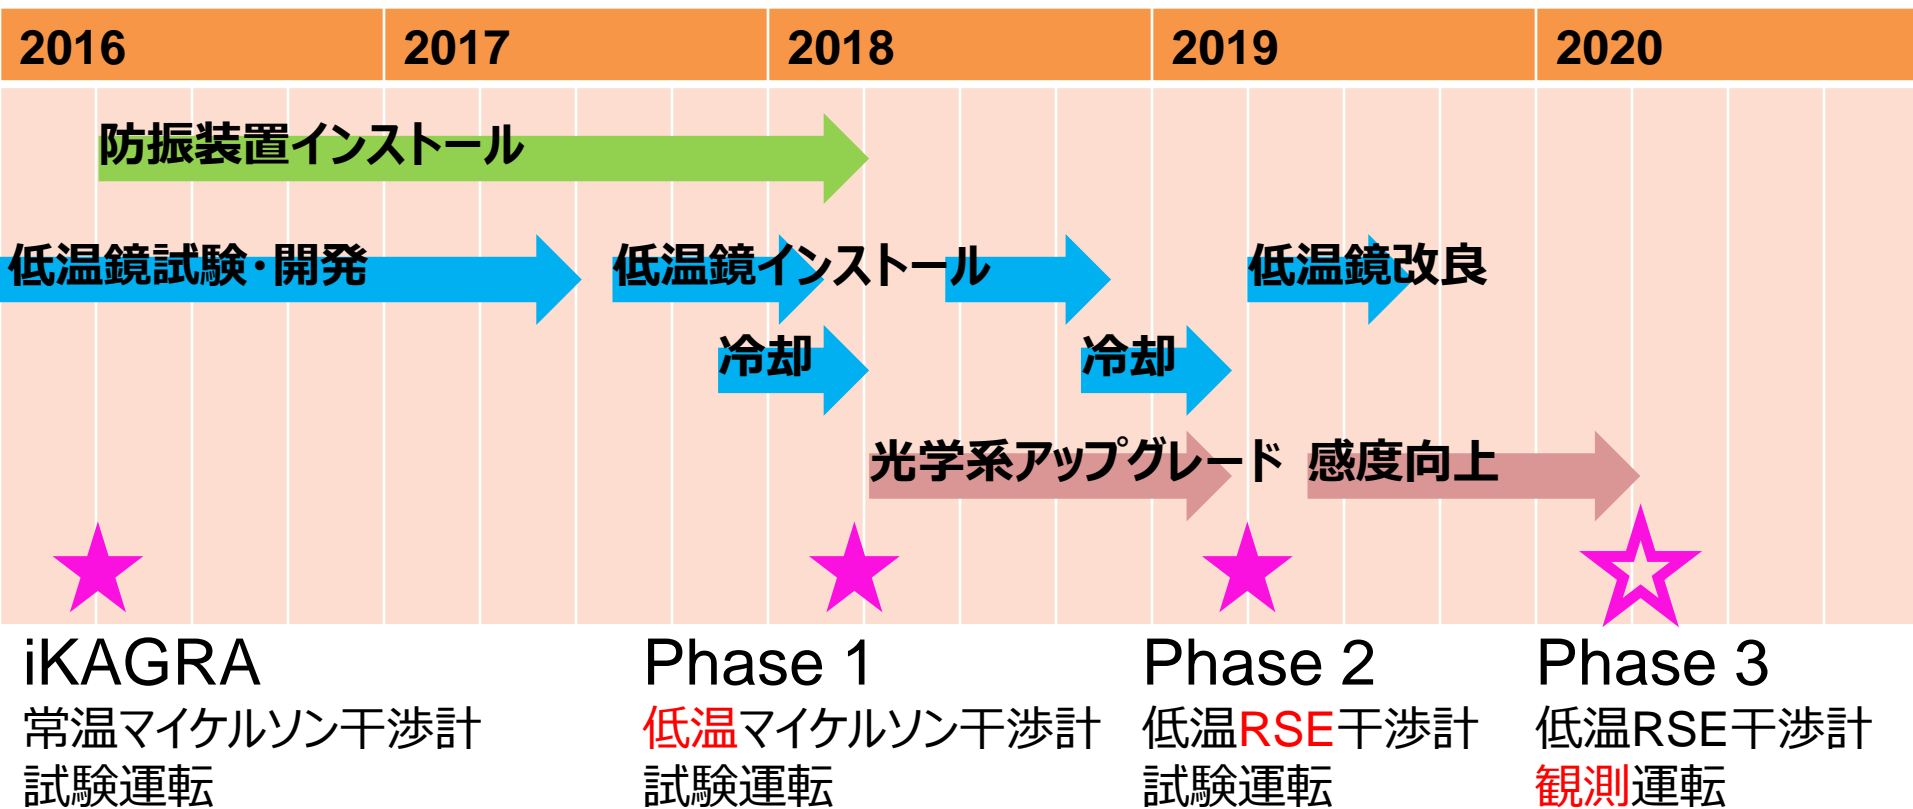 2016
2017
2018
2019
2020
防振装置インストール
低温鏡試験・開発
低温鏡インストール
低温鏡改良
冷却
冷却
光学系アップグレード
感度向上
iKAGRA
常温マイケルソン干渉計
試験運転
Phase 1
低温マイケルソン干渉計
試験運転
Phase 2
低温RSE干渉計
試験運転
Phase 3
低温RSE干渉計
観測運転